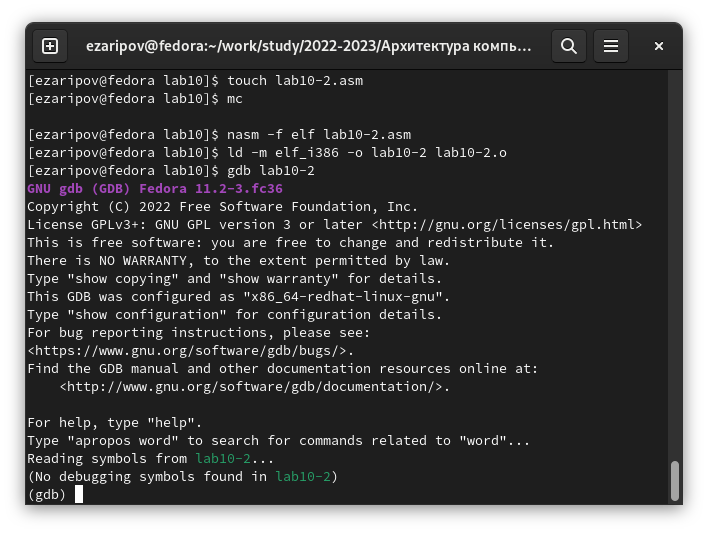 ezaripov@fedora:~/work/study/2022-2023/Архитектура компь...
[ezaripov@fedora lab10]$ touch lab10-2.asm
[ezaripov@fedora lab10]$ mc
[ezaripov@fedora lab10]$ nasm -f elf lab10-2.asm
[ezaripov@fedora lab10]$ ld -m elf_i386 -o lab10-2 lab10-2.o
[ezaripov@fedora lab10]$ gdb lab10-2
GNU gdb (GDB) Fedora 11.2-3.fc36
Copyright (C) 2022 Free Software Foundation, Inc.
License GPLv3+: GNU GPL version 3 or later <http://gnu.org/licenses/gpl.html>
This is free software: you are free to change and redistribute it.
There is NO WARRANTY, to the extent permitted by law.
Type "show copying" and "show warranty" for details.
This GDB was configured as "x86_64-redhat-linux-gnu".
Type "show configuration" for configuration details.
For bug reporting instructions, please see:
<https://www.gnu.org/software/gdb/bugs/>.
Find the GDB manual and other documentation resources online at:
    <http://www.gnu.org/software/gdb/documentation/>.
For help, type "help".
Type "apropos word" to search for commands related to "word"...
Reading symbols from lab10-2...
(No debugging symbols found in lab10-2)
(gdb)